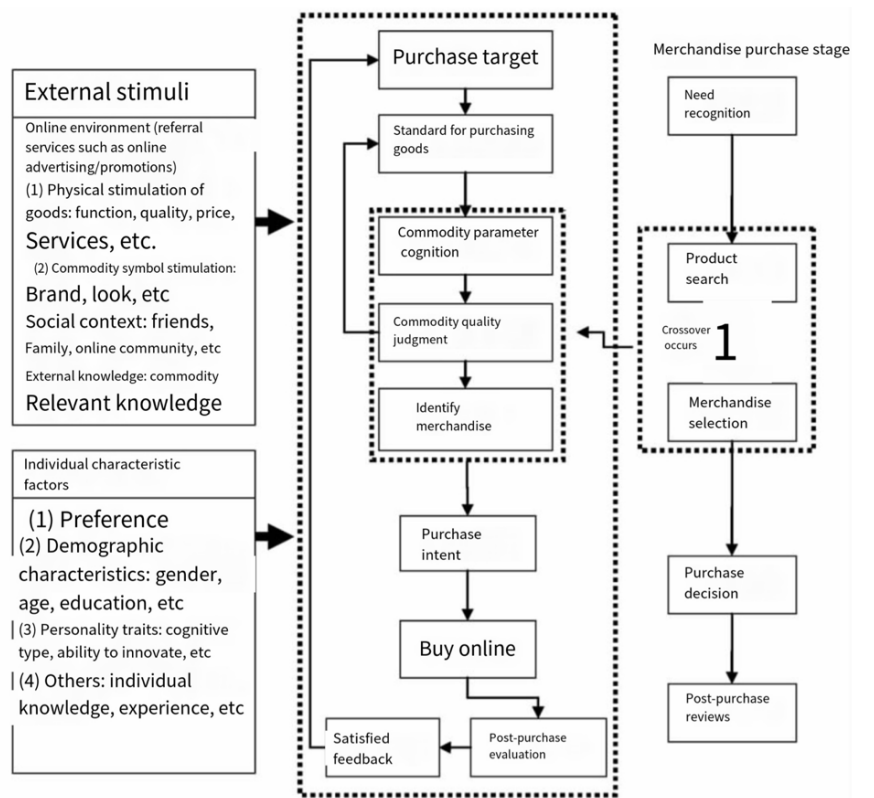 External stimuli
Online environment (referral
services such as online
advertising/promotions)
(1) Physical stimulation of
goods: function, quality, price,
Services, etc.
(2) Commodity symbol stimulation:
Brand, look, etc
Social context: friends,
Family, online community, etc
External knowledge: commodity
Relevant knowledge
Individual characteristic
factors
(1) Preference
(2) Demographic
characteristics: gender,
age, education, etc
(3) Personality traits: cognitive
type, ability to innovate, etc
(4) Others: individual
knowledge, experience, etc
Purchase target
Standard for purchasing
goods
Commodity parameter
cognition
Commodity quality
judgment
Identify
merchandise
Purchase
intent
Buy online
Post-purchase
evaluation
Satisfied
feedback
Merchandise purchase stage
Need
recognition
Product
search
Crossover
occurs
1
Merchandise
selection
Purchase
decision
Post-purchase
reviews